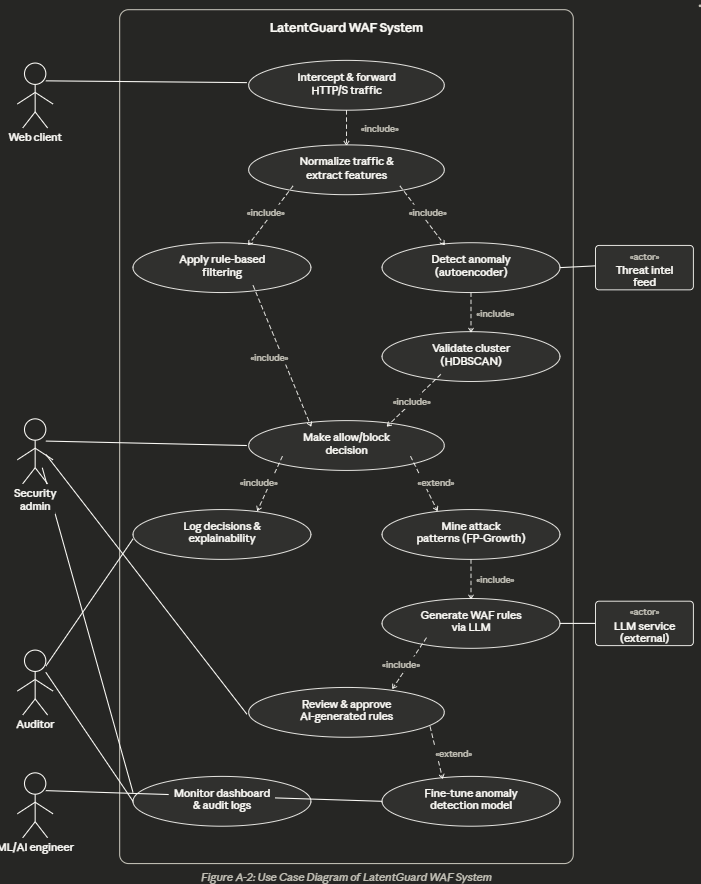 LatentGuard WAF System
Intercept & forward
HTTP/S traffic
Web client
«include»
Normalize traffic &
extract features
«include»
«include»
Apply rule-based
filtering
Detect anomaly
(autoencoder)
«actor»
Threat intel
feed
«include»
Validate cluster
(HDBSCAN)
«include»
«include»
Make allow/block
decision
Security
admin
«include»
«extend»
Log decisions &
explainability
Mine attack
patterns (FP-Growth)
«include»
Generate WAF rules
via LLM
«actor»
LLM service
(external)
«include»
Review & approve
AI-generated rules
Auditor
«extend»
Monitor dashboard
& audit logs
Fine-tune anomaly
detection model
ML/AI engineer
Figure A-2: Use Case Diagram of LatentGuard WAF System